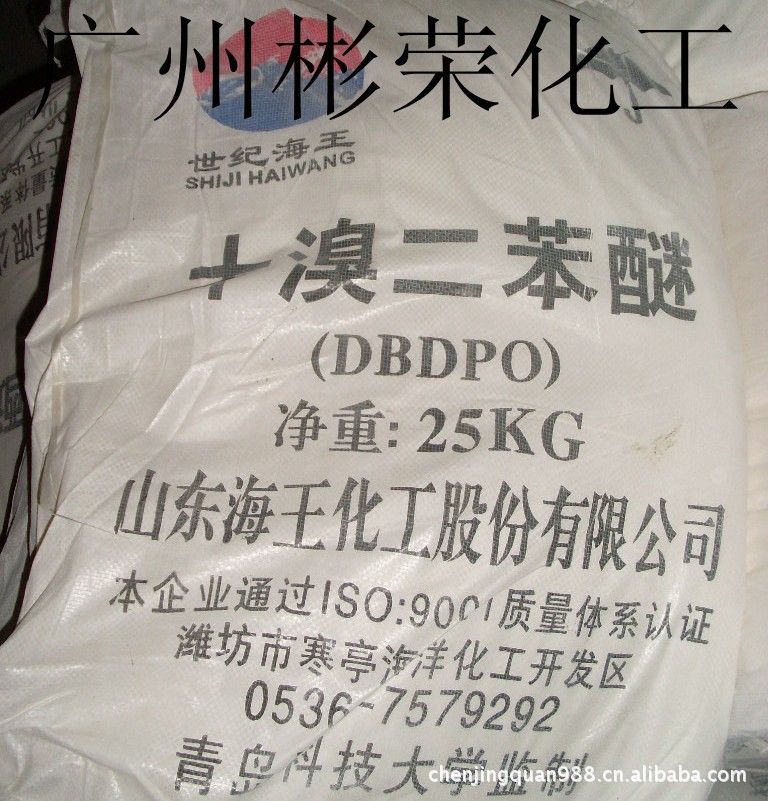 广州彬荣化工
世纪海王
SHIJI HAIWANG
十溴二苯醚
(DBDPO)
净重: 25KG
山东海王化工股份有限公司
本企业通过ISO:9001质量体系认证
潍坊市寒亭海洋化工开发区
0536-7579292
青岛科技大学监制
chenjingquan988.cn.alibaba.com